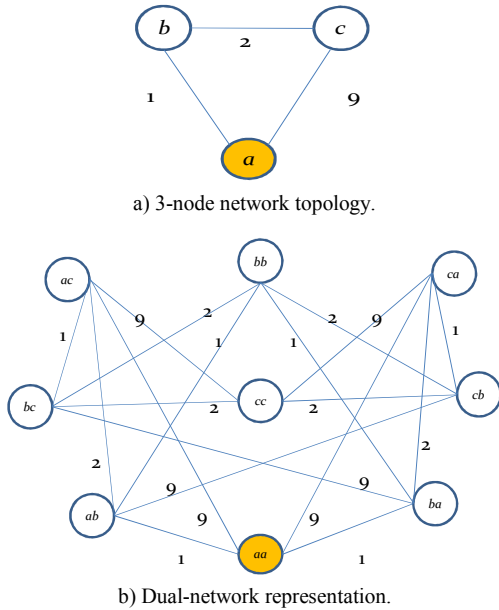 b
c
2
1
9
a
a) 3-node network topology.
ac
bb
ca
1
9
2
1
1
2
9
1
bc
cc
cb
2
2
2
2
ab
9
9
ba
9
9
aa
1
1
b) Dual-network representation.